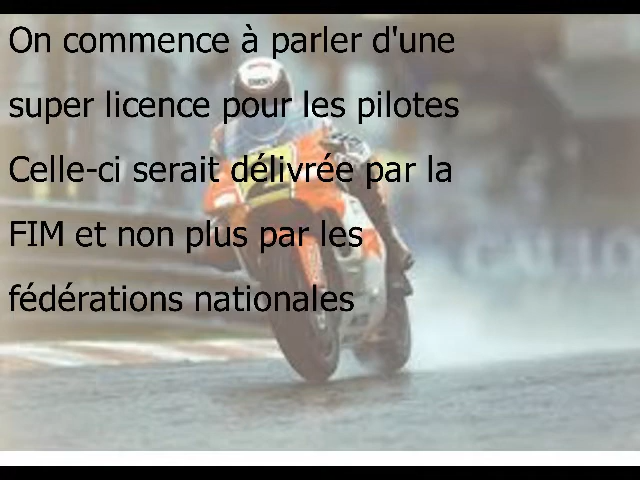 On commence à parler d'une
super licence pour les pilotes
Celle-ci serait délivrée par la
FIM et non plus par les
fédérations nationales